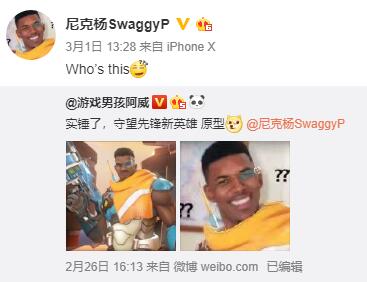 尼克杨SwaggyP
3月1日 13:28 来自 iPhone X
Who's this
@游戏男孩阿威
实锤了，守望先锋新英雄 原型 @尼克杨SwaggyP
??
??
??
2月26日 16:13 来自 微博 weibo.com 已编辑